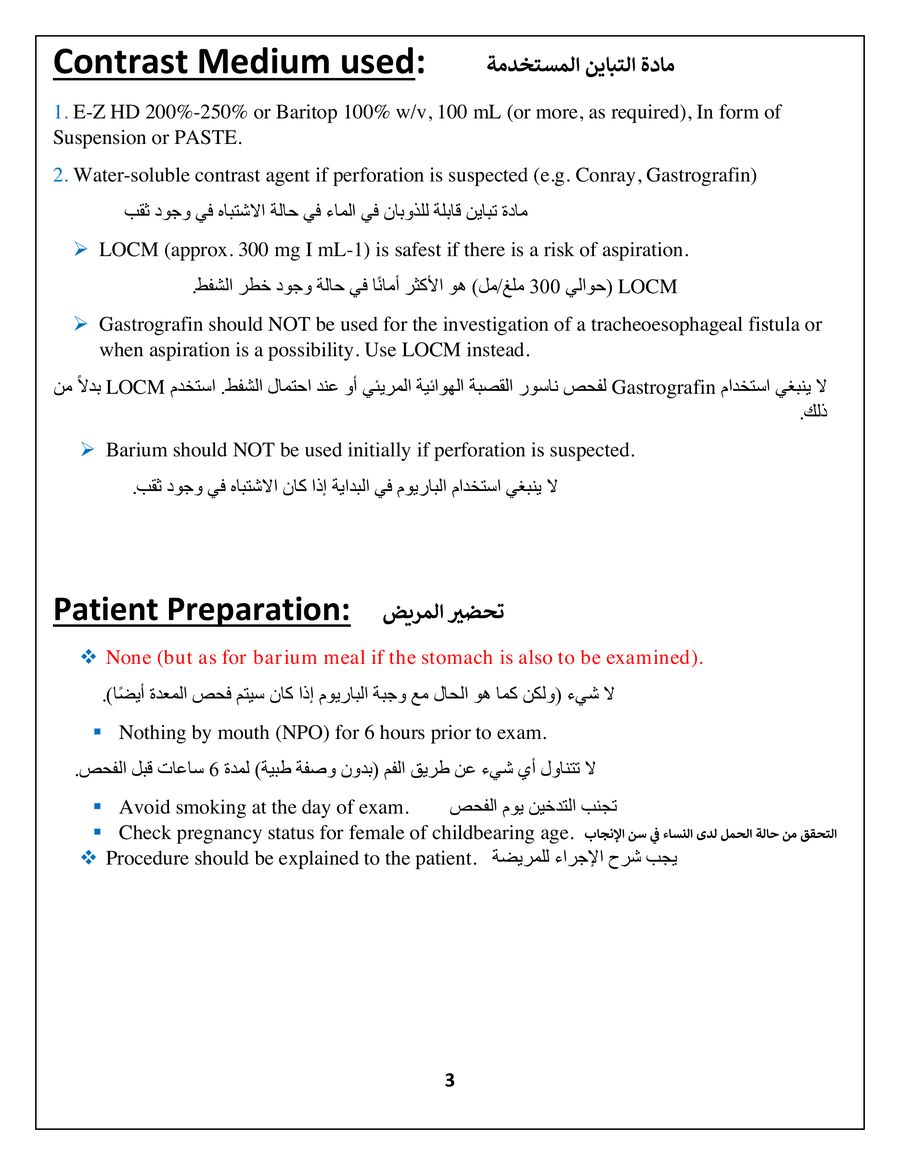 Contrast Medium used: مادة التباين المستخدمة
1. E-Z HD 200%-250% or Baritop 100% w/v, 100 mL (or more, as required), In form of
Suspension or PASTE.
2. Water-soluble contrast agent if perforation is suspected (e.g. Conray, Gastrografin)
مادة تباين قابلة للذوبان في الماء في حالة الاشتباه في وجود ثقب
➢ LOCM (approx. 300 mg I mL-1) is safest if there is a risk of aspiration.
LOCM (حوالي 300 ملغ/مل) هو الأكثر أمانًا في حالة وجود خطر الشفط.
➢ Gastrografin should NOT be used for the investigation of a tracheoesophageal fistula or
when aspiration is a possibility. Use LOCM instead.
لا ينبغي استخدام Gastrografin لفحص ناسور القصبة الهوائية المريئي أو عند احتمال الشفط. استخدم LOCM بدلاً من
ذلك.
➢ Barium should NOT be used initially if perforation is suspected.
لا ينبغي استخدام الباريوم في البداية إذا كان الاشتباه في وجود ثقب.
Patient Preparation: تحضير المريض
❖ None (but as for barium meal if the stomach is also to be examined).
لا شيء (ولكن كما هو الحال مع وجبة الباريوم إذا كان سيتم فحص المعدة أيضًا).
▪ Nothing by mouth (NPO) for 6 hours prior to exam.
لا تتناول أي شيء عن طريق الفم (بدون وصفة طبية) لمدة 6 ساعات قبل الفحص.
▪ Avoid smoking at the day of exam. تجنب التدخين يوم الفحص
▪ Check pregnancy status for female of childbearing age. التحقق من حالة الحمل لدى النساء في سن الإنجاب
❖ Procedure should be explained to the patient. يجب شرح الإجراء للمريضة
3